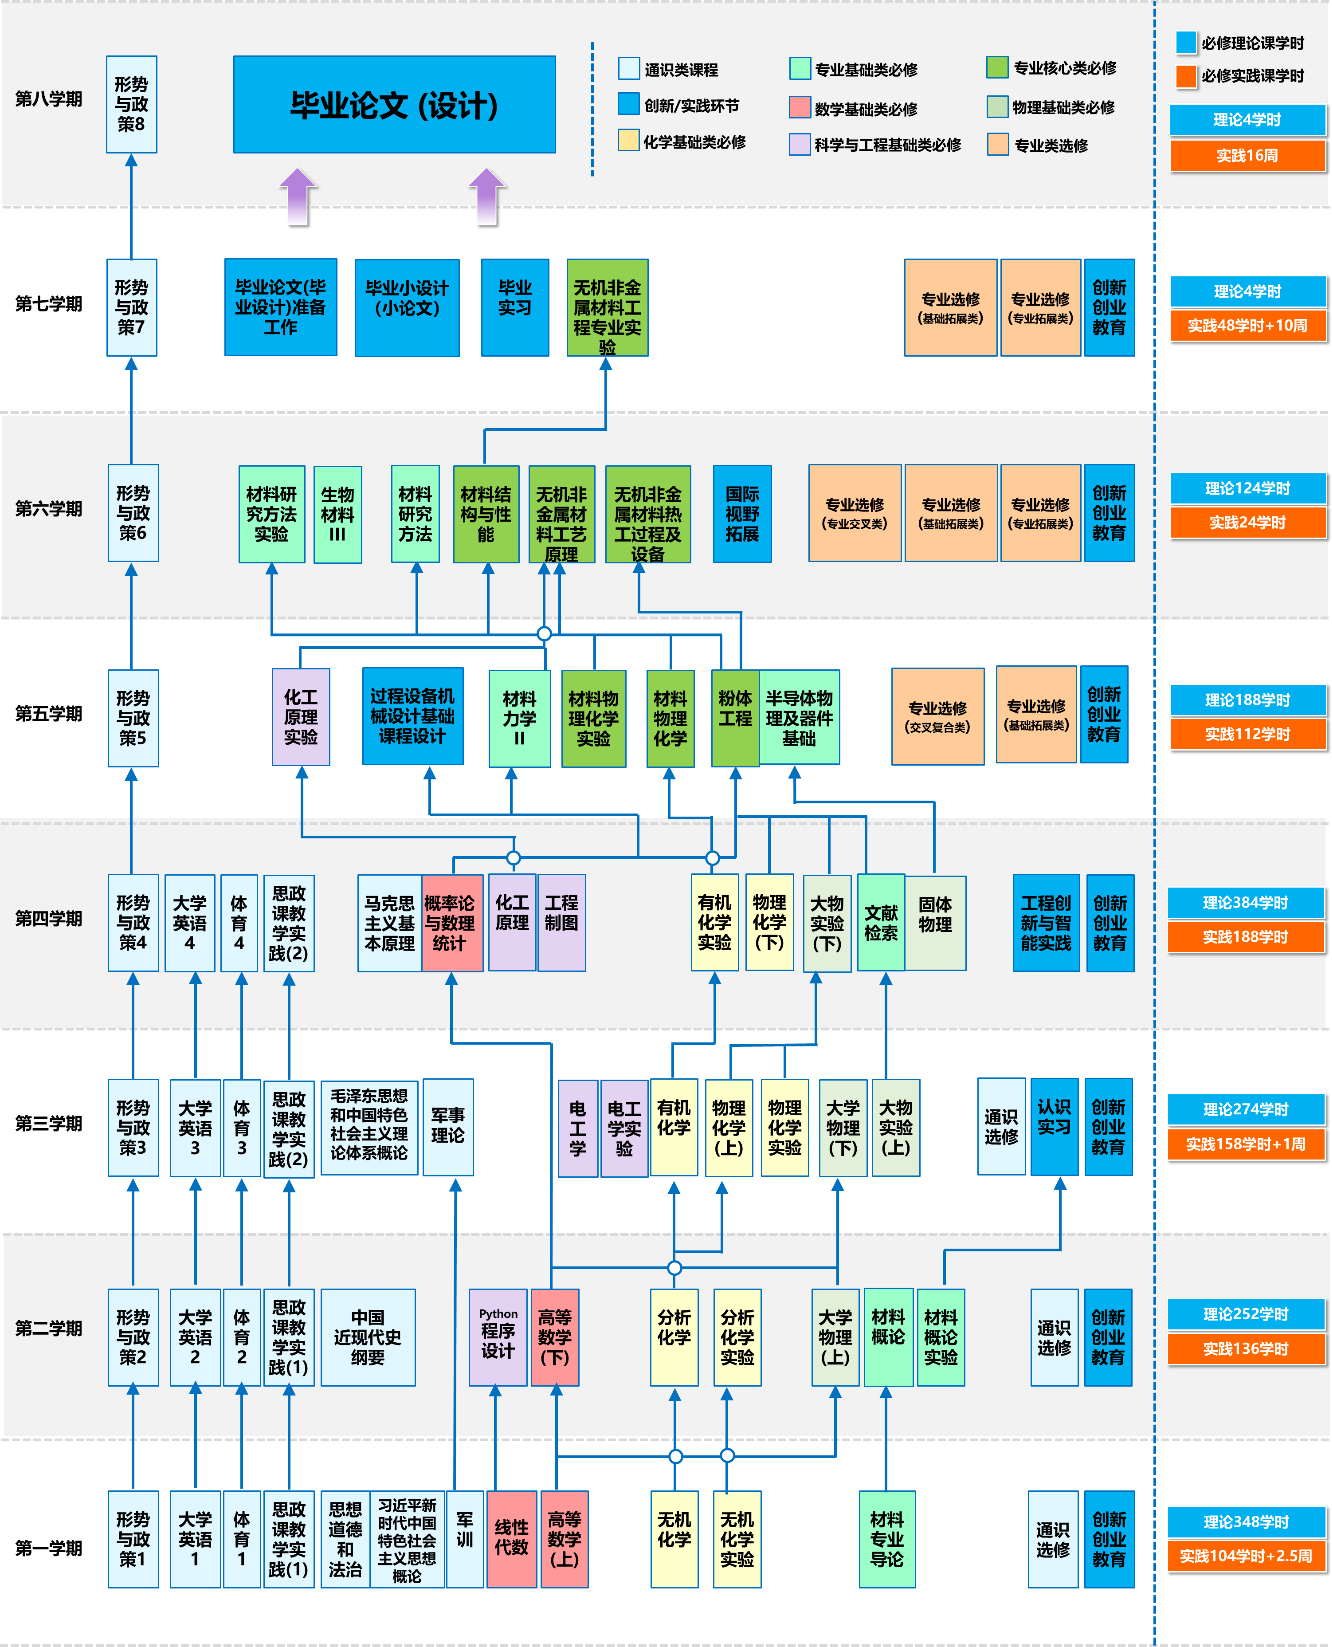 第八学期
形势
与政
策8
毕业论文 (设计)
通识类课程
专业基础类必修
专业核心类必修
创新/实践环节
数学基础类必修
物理基础类必修
化学基础类必修
科学与工程基础类必修
专业类选修
必修理论课学时
必修实践课学时
理论4学时
实践16周
第七学期
形势
与政
策7
毕业论文(毕
业设计)准备
工作
毕业小设计
(小论文)
毕业
实习
无机非金
属材料工
程专业实
验
专业选修
(基础拓展类)
专业选修
(专业拓展类)
创新
创业
教育
理论4学时
实践48学时+10周
第六学期
形势
与政
策6
材料研
究方法
实验
生物
材料
III
材料
研究
方法
材料结
构与性
能
无机非
金属材
料工艺
原理
无机非金
属材料热
工过程及
设备
国际
视野
拓展
专业选修
(专业交叉类)
专业选修
(基础拓展类)
专业选修
(专业拓展类)
创新
创业
教育
理论124学时
实践24学时
第五学期
形势
与政
策5
化工
原理
实验
过程设备机
械设计基础
课程设计
材料
力学
II
材料物
理化学
实验
材料
物理
化学
粉体
工程
半导体物
理及器件
基础
专业选修
(交叉复合类)
专业选修
(基础拓展类)
创新
创业
教育
理论188学时
实践112学时
第四学期
形势
与政
策4
大学
英语
4
体
育
4
思政
课教
学实
践(2)
马克思
主义基
本原理
概率论
与数理
统计
化工
原理
工程
制图
有机
化学
实验
物理
化学
(下)
大物
实验
(下)
文献
检索
固体
物理
工程创
新与智
能实践
创新
创业
教育
理论384学时
实践188学时
第三学期
形势
与政
策3
大学
英语
3
体
育
3
思政
课教
学实
践(2)
毛泽东思想
和中国特色
社会主义理
论体系概论
军事
理论
电
工
学
电工
学实
验
有机
化学
物理
化学
(上)
物理
化学
实验
大学
物理
(下)
大物
实验
(上)
通识
选修
认识
实习
创新
创业
教育
理论274学时
实践158学时+1周
第二学期
形势
与政
策2
大学
英语
2
体
育
2
思政
课教
学实
践(1)
中国
近现代史
纲要
Python
程序
设计
高等
数学
(下)
分析
化学
分析
化学
实验
大学
物理
(上)
材料
概论
材料
概论
实验
通识
选修
创新
创业
教育
理论252学时
实践136学时
第一学期
形势
与政
策1
大学
英语
1
体
育
1
思政
课教
学实
践(1)
思想
道德
和
法治
习近平新
时代中国
特色社会
主义思想
概论
军
训
线性
代数
高等
数学
(上)
无机
化学
无机
化学
实验
材料
专业
导论
通识
选修
创新
创业
教育
理论348学时
实践104学时+2.5周